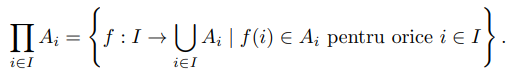 ∏_{i∈I} A_i = { f : I → ⋃_{i∈I} A_i | f(i) ∈ A_i pentru orice i ∈ I } .